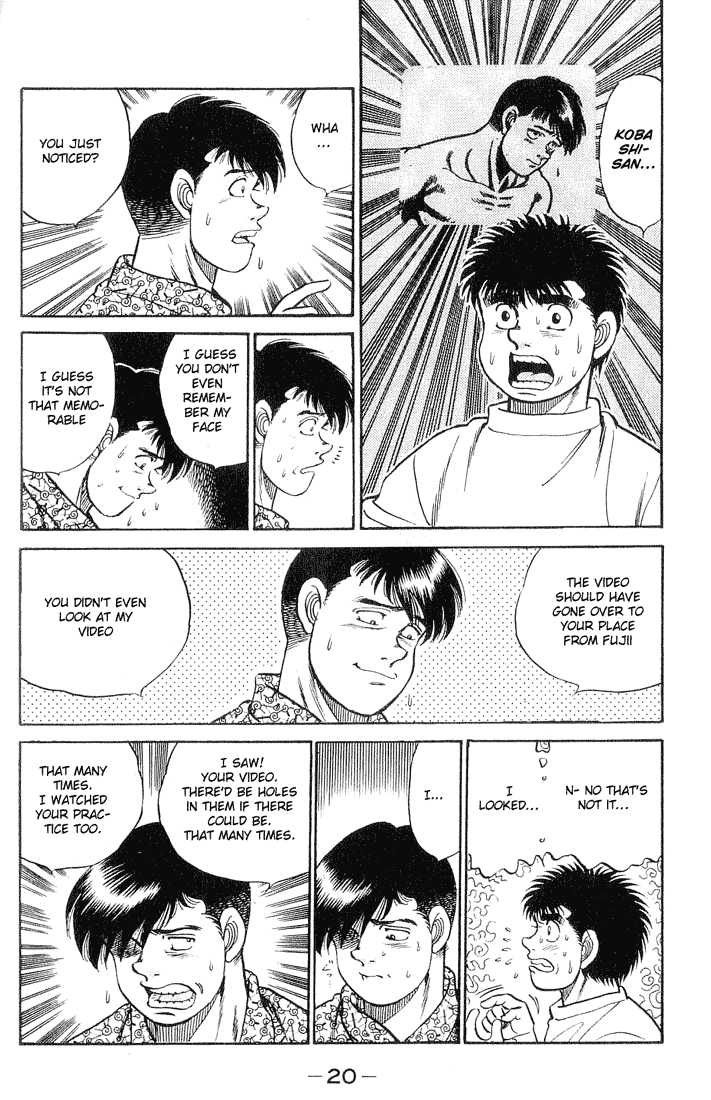 KOBA
SHI-
SAN...
WHA
...
YOU JUST
NOTICED?
I GUESS
YOU DON'T
EVEN
REMEM-
BER MY
FACE
I GUESS
IT'S NOT
THAT MEMO-
RABLE
THE VIDEO
SHOULD HAVE
GONE OVER TO
YOUR PLACE
FROM FUJII
YOU DIDN'T EVEN
LOOK AT MY
VIDEO
N- NO THAT'S
NOT IT...
I
LOOKED...
I...
I SAW!
YOUR VIDEO.
THERE'D BE HOLES
IN THEM IF THERE
COULD BE.
THAT MANY TIMES.
THAT MANY
TIMES.
I WATCHED
YOUR PRAC-
TICE TOO.
—20—